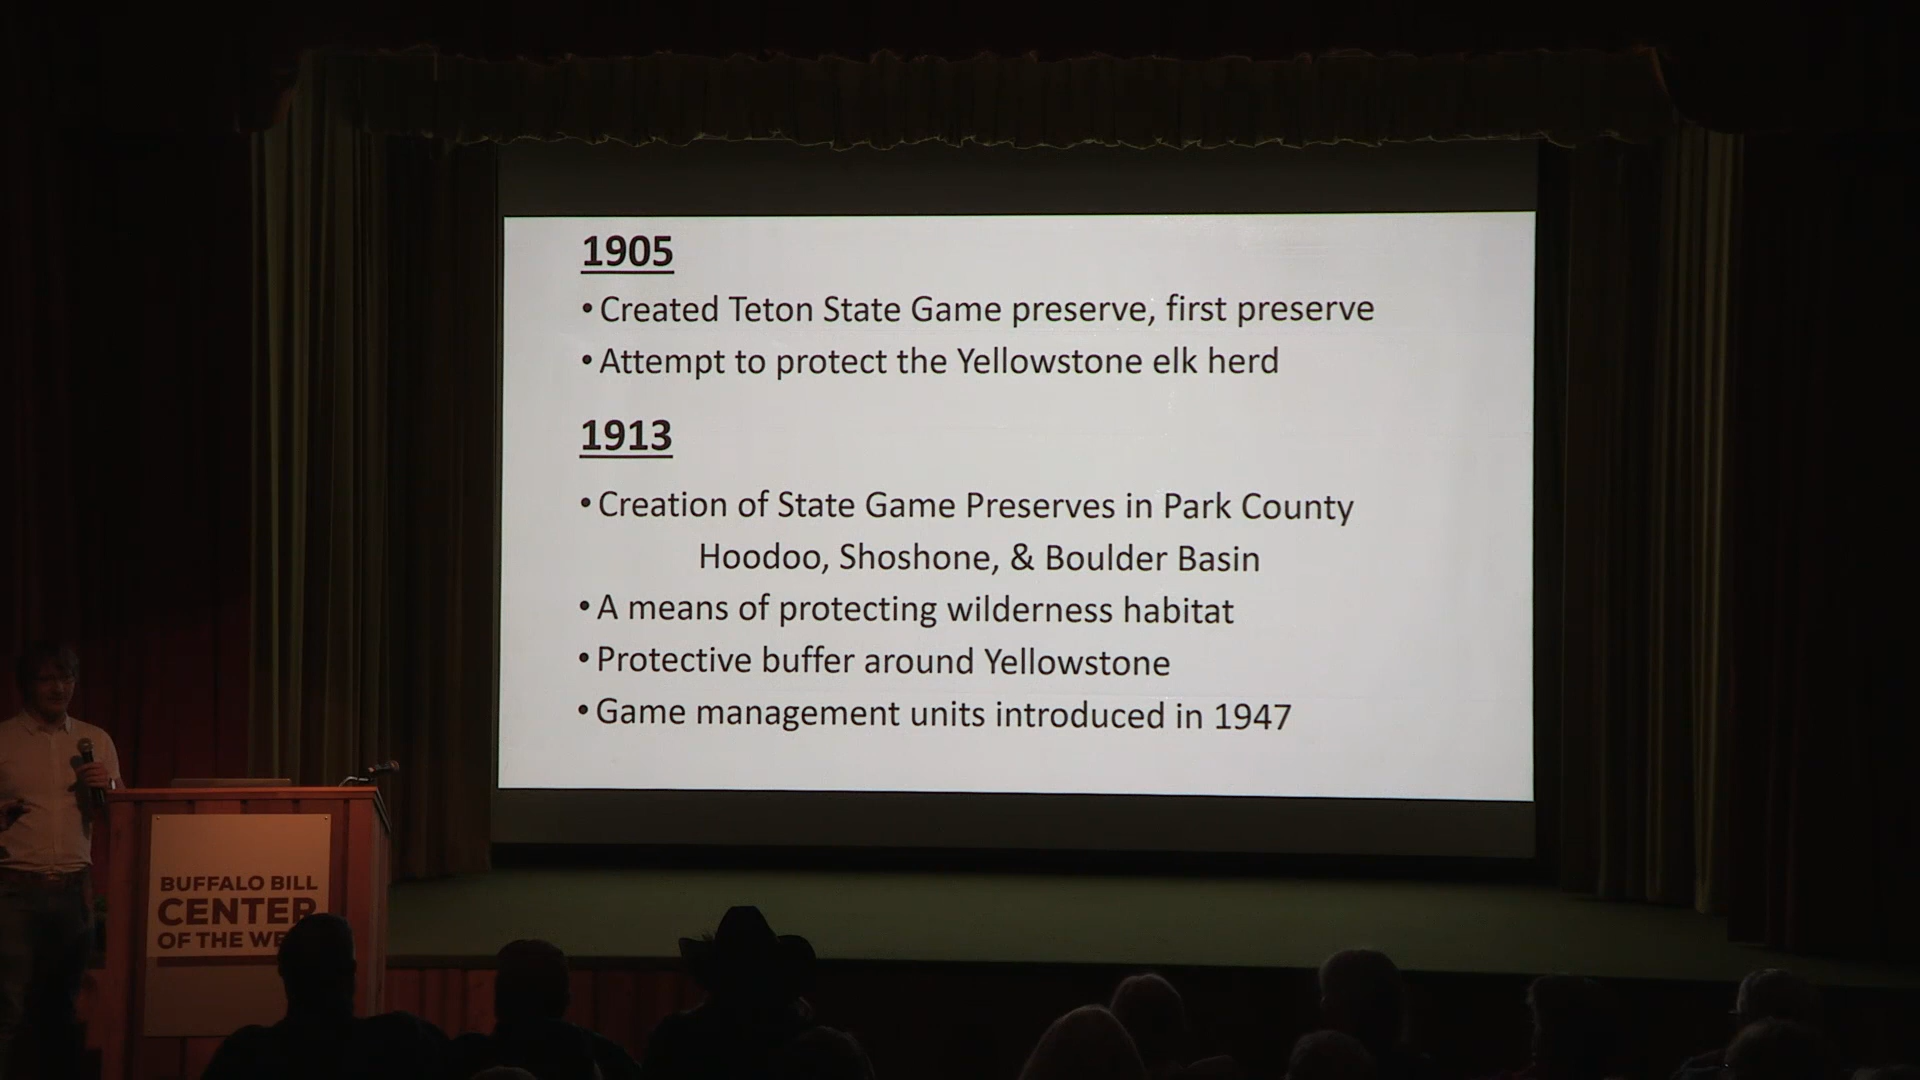 1905
• Created Teton State Game preserve, first preserve
• Attempt to protect the Yellowstone elk herd
1913
• Creation of State Game Preserves in Park County
Hoodoo, Shoshone, & Boulder Basin
• A means of protecting wilderness habitat
• Protective buffer around Yellowstone
• Game management units introduced in 1947
BUFFALO BILL
CENTER
OF THE WE